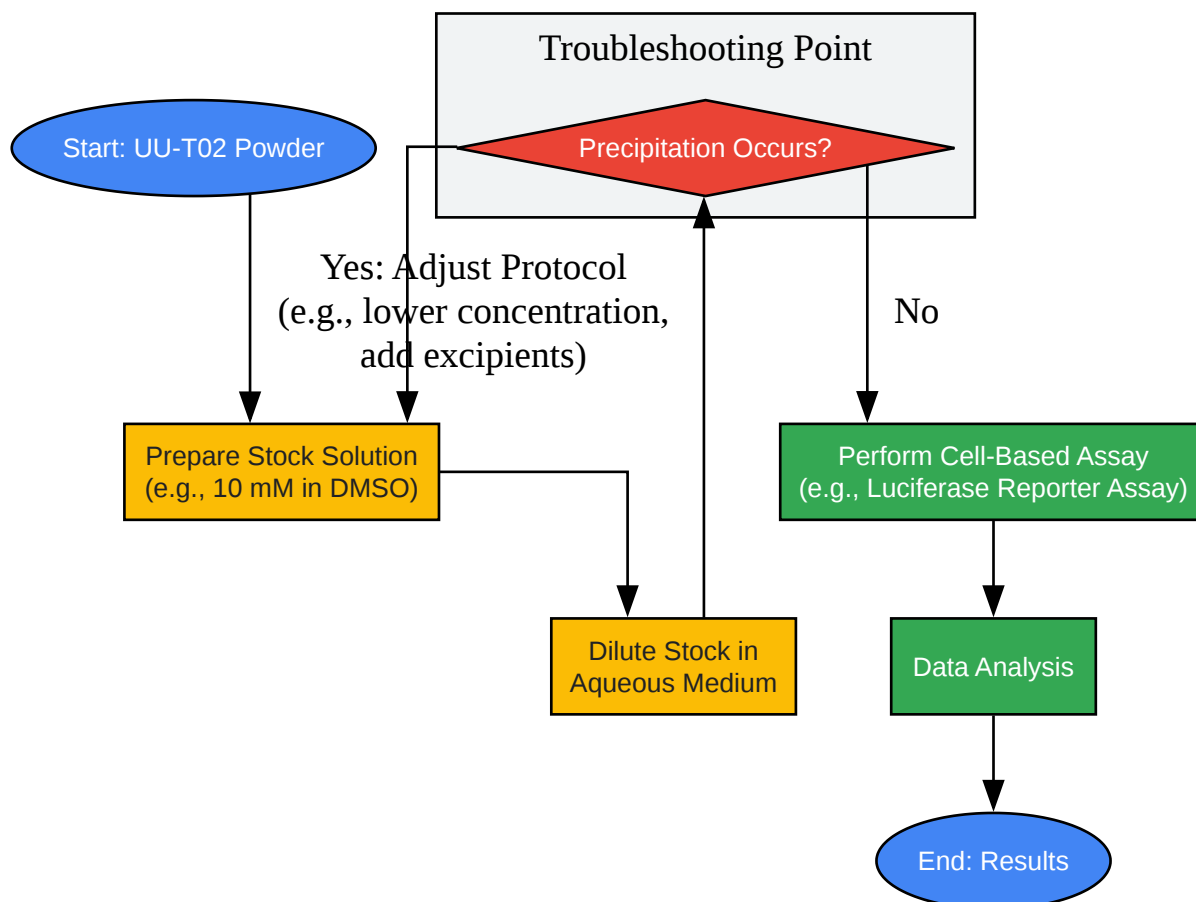 Troubleshooting Point
Start: UU-T02 Powder
Precipitation Occurs?
Yes: Adjust Protocol
(e.g., lower concentration,
add excipients)
No
Prepare Stock Solution
(e.g., 10 mM in DMSO)
Perform Cell-Based Assay
(e.g., Luciferase Reporter Assay)
Dilute Stock in
Aqueous Medium
Data Analysis
End: Results